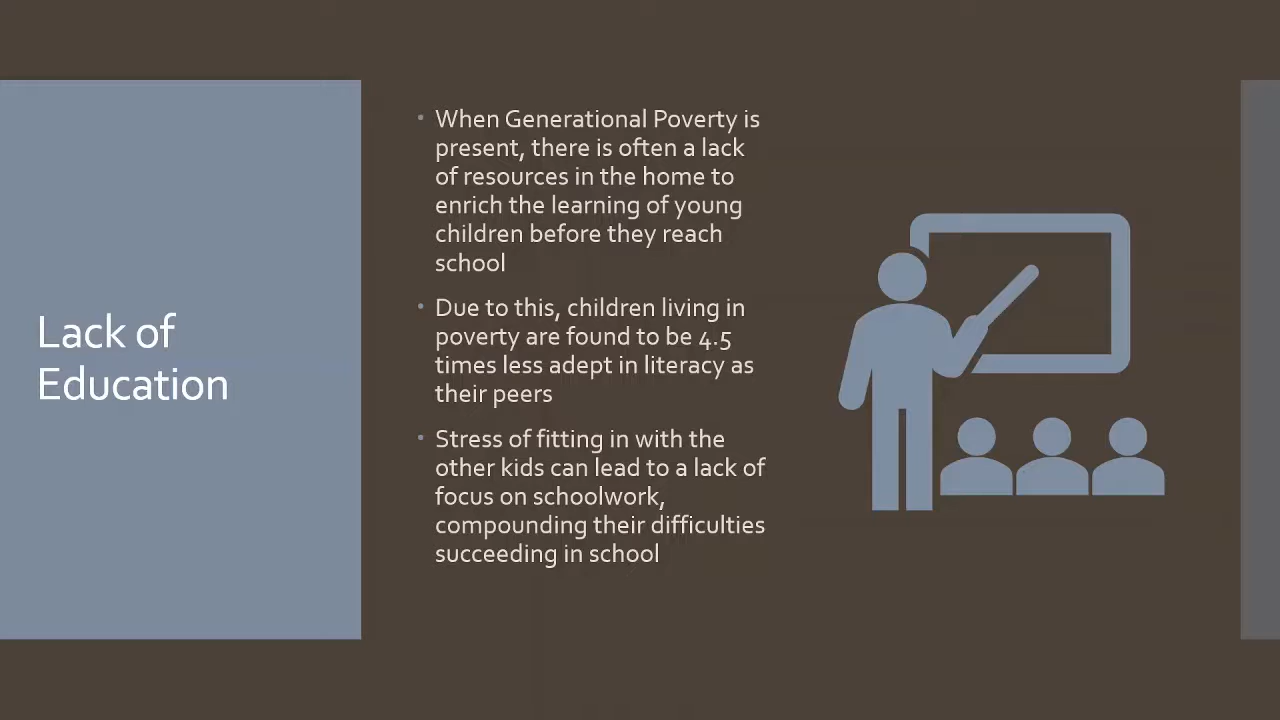 Lack of
Education
• When Generational Poverty is
present, there is often a lack
of resources in the home to
enrich the learning of young
children before they reach
school
• Due to this, children living in
poverty are found to be 4.5
times less adept in literacy as
their peers
• Stress of fitting in with the
other kids can lead to a lack of
focus on schoolwork,
compounding their difficulties
succeeding in school